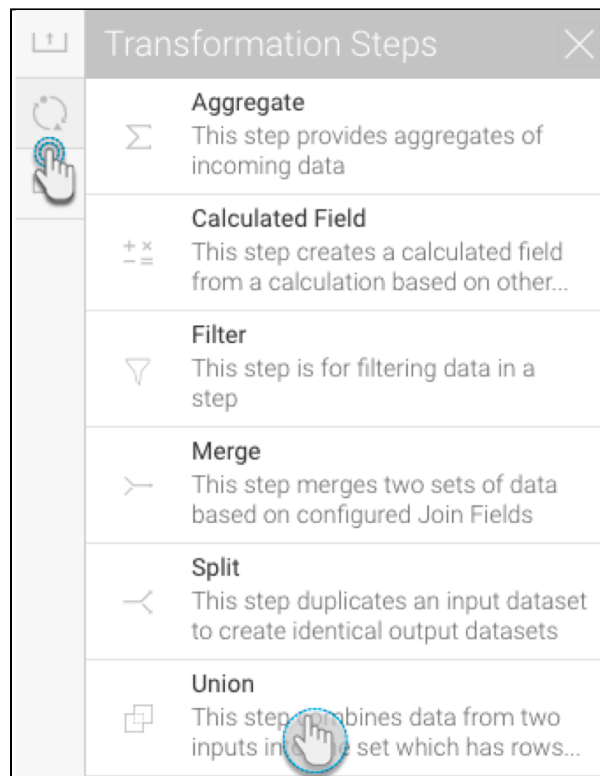 Transformation Steps
Aggregate
This step provides aggregates of
incoming data
Calculated Field
This step creates a calculated field
from a calculation based on other...
Filter
This step is for filtering data in a
step
Merge
This step merges two sets of data
based on configured Join Fields
Split
This step duplicates an input dataset
to create identical output datasets
Union
This step combines data from two
inputs set which has rows...